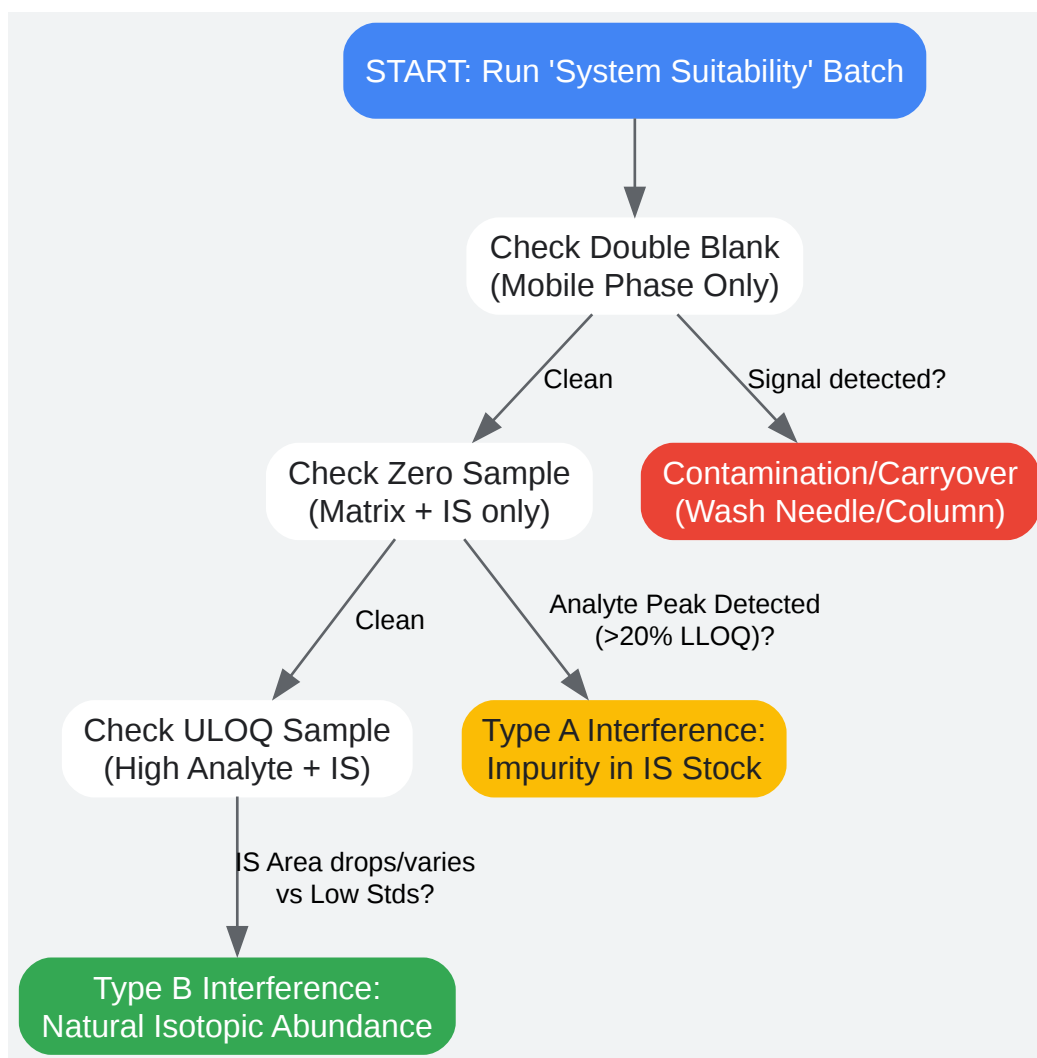 START: Run 'System Suitability' Batch
Check Double Blank
(Mobile Phase Only)
Clean
Signal detected?
Check Zero Sample
(Matrix + IS only)
Contamination/Carryover
(Wash Needle/Column)
Clean
Analyte Peak Detected
(>20% LLOQ)?
Check ULOQ Sample
(High Analyte + IS)
Type A Interference:
Impurity in IS Stock
IS Area drops/varies
vs Low Stds?
Type B Interference:
Natural Isotopic Abundance